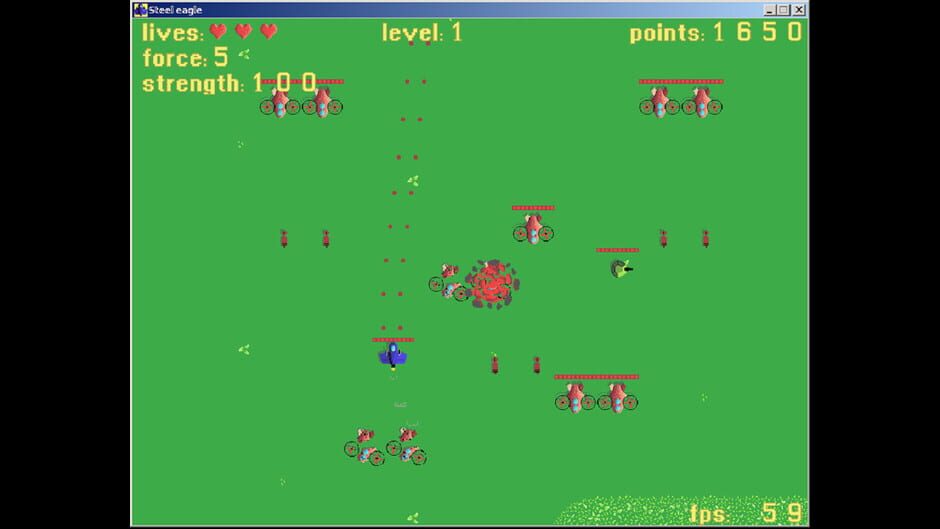 Steel eagle
lives: level: 1 points: 1 6 5 0
force: 5
strength: 1 0 0
fps: 5 9